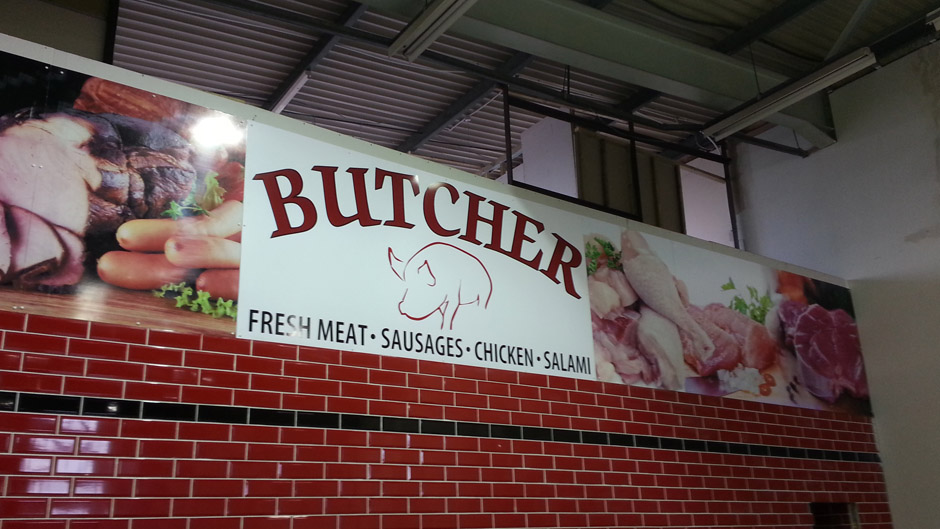 BUTCHER
FRESH MEAT • SAUSAGES • CHICKEN • SALAMI